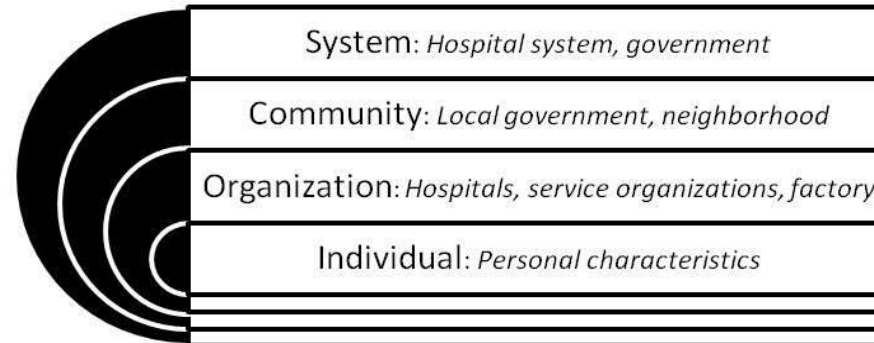 System: Hospital system, government
Community: Local government, neighborhood
Organization: Hospitals, service organizations, factory
Individual: Personal characteristics